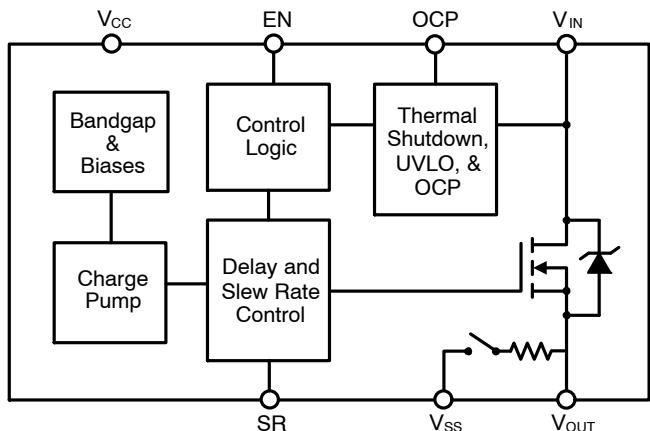 VCC
EN
OCP
VIN
Bandgap
&
Biases
Control
Logic
Thermal
Shutdown,
UVLO, &
OCP
Charge
Pump
Delay and
Slew Rate
Control
SR
VSS
VOUT